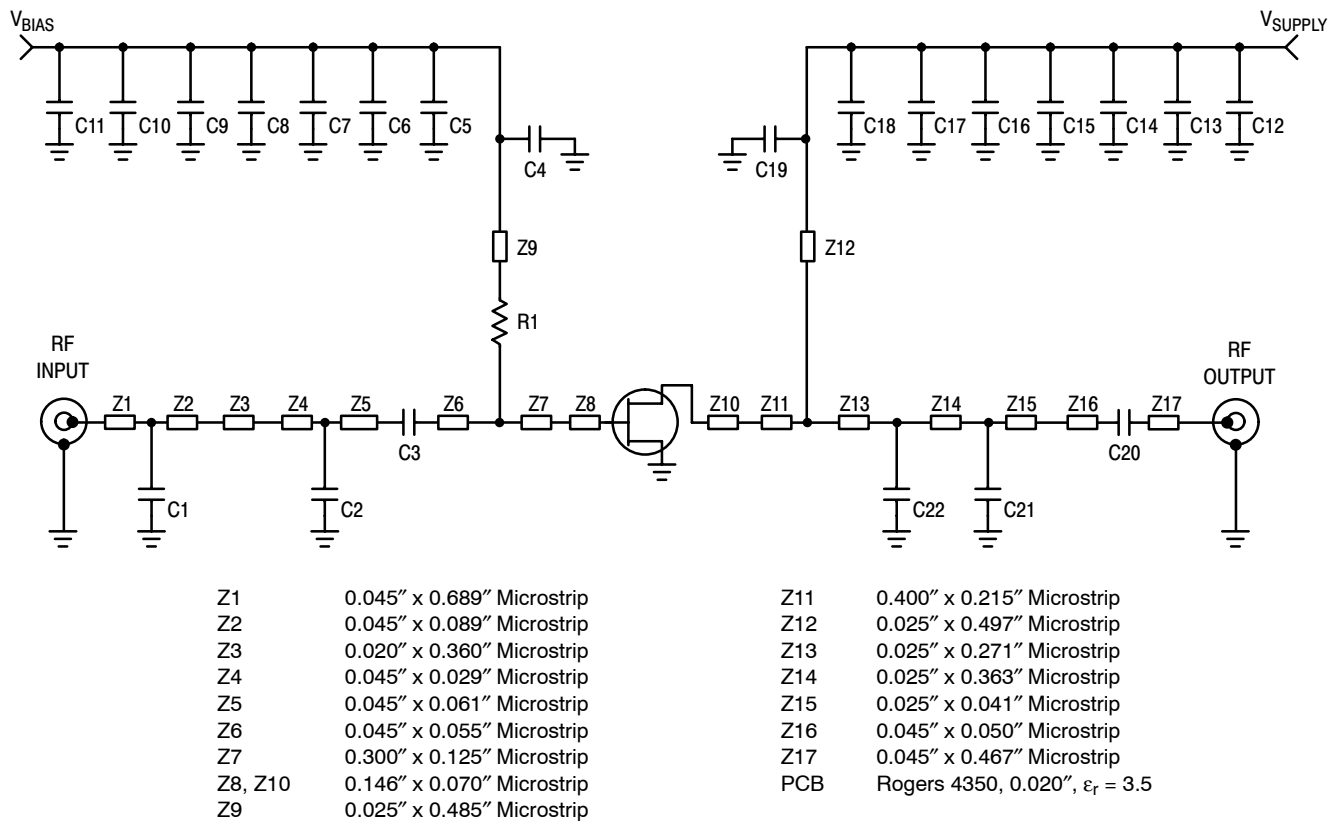 VBIAS
VSUPPLY
C11 C10 C9 C8 C7 C6 C5
C18 C17 C16 C15 C14 C13 C12
C4
C19
Z9
Z12
R1
RF
INPUT
RF
OUTPUT
Z1 Z2 Z3 Z4 Z5 Z6 Z7 Z8 Z10 Z11 Z13 Z14 Z15 Z16 Z17
C3
C20
C1
C2
C22
C21
Z1 0.045″ x 0.689″ Microstrip
Z2 0.045″ x 0.089″ Microstrip
Z3 0.020″ x 0.360″ Microstrip
Z4 0.045″ x 0.029″ Microstrip
Z5 0.045″ x 0.061″ Microstrip
Z6 0.045″ x 0.055″ Microstrip
Z7 0.300″ x 0.125″ Microstrip
Z8, Z10 0.146″ x 0.070″ Microstrip
Z9 0.025″ x 0.485″ Microstrip
Z11 0.400″ x 0.215″ Microstrip
Z12 0.025″ x 0.497″ Microstrip
Z13 0.025″ x 0.271″ Microstrip
Z14 0.025″ x 0.363″ Microstrip
Z15 0.025″ x 0.041″ Microstrip
Z16 0.045″ x 0.050″ Microstrip
Z17 0.045″ x 0.467″ Microstrip
PCB Rogers 4350, 0.020″, εr = 3.5